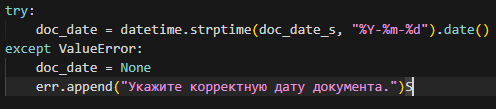 try:
doc_date = datetime.strptime(doc_date_s, "%Y-%m-%d").date()
except ValueError:
doc_date = None
err.append("Укажите корректную дату документа.")S